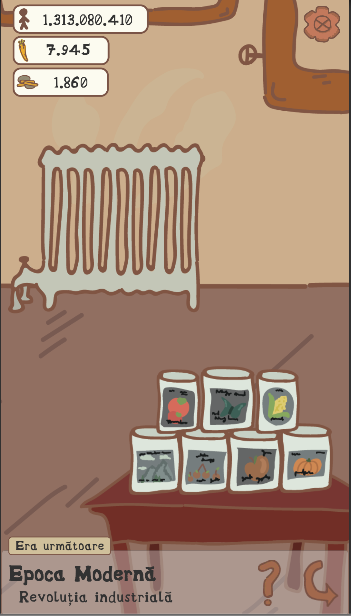 1.313.080.410
7.945
1.860
Era următoare
Epoca Modernă
Revoluția industrială